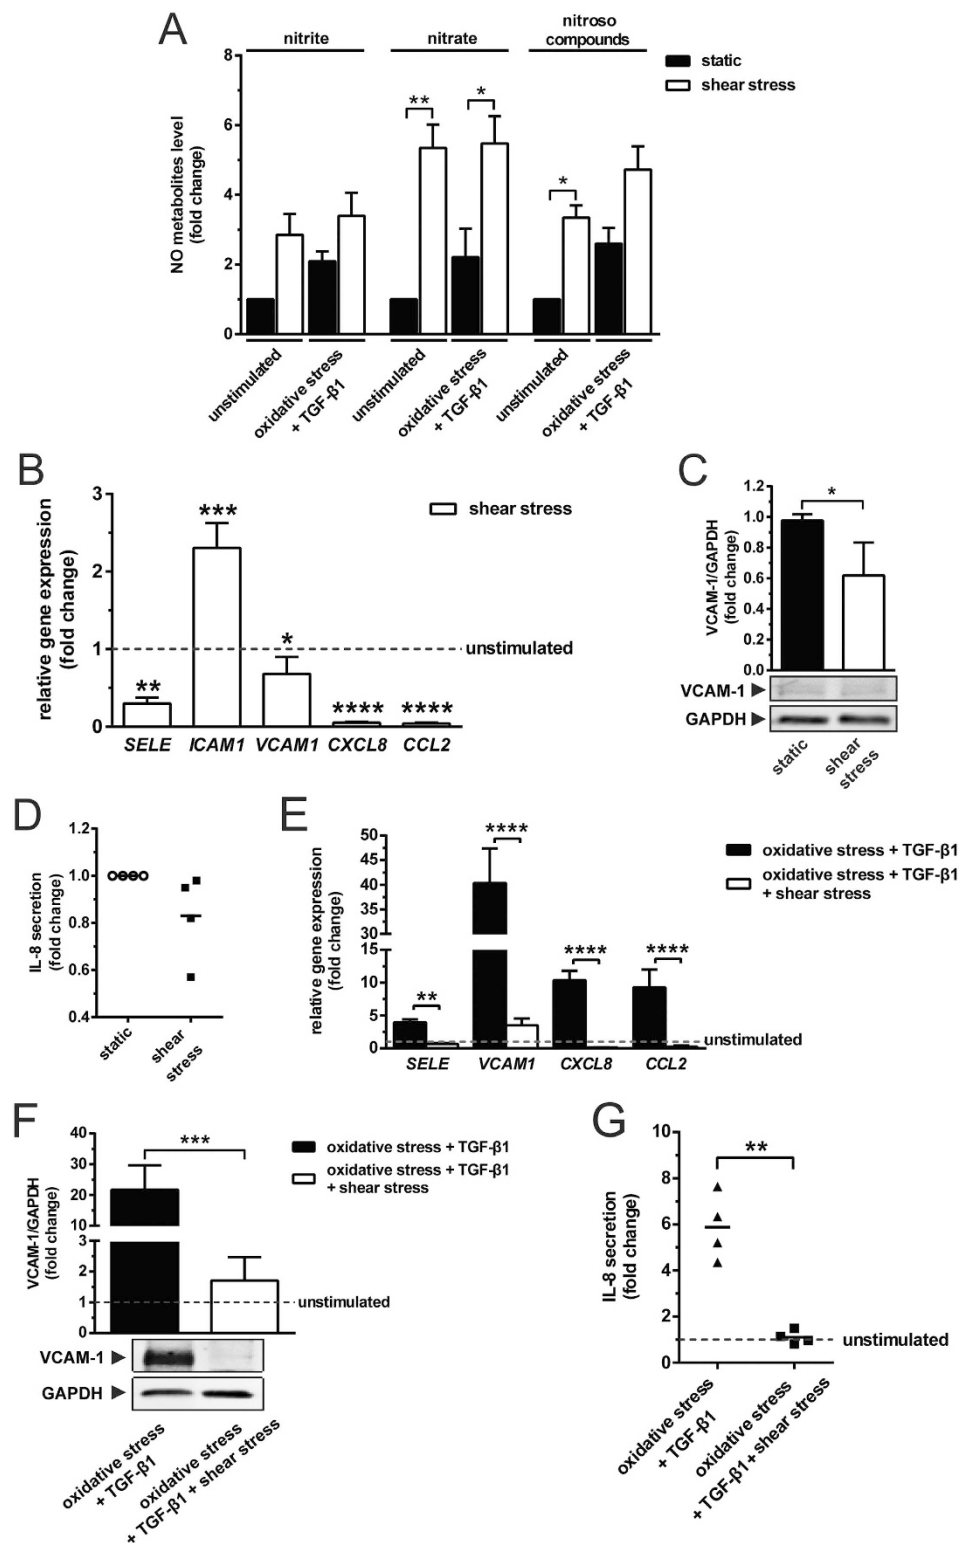 A
nitrite
nitrate
nitroso
compounds
static
shear stress
NO metabolites level
(fold change)
8
6
4
2
0
**
*
*
unstimulated
oxidative stress
+ TGF-β1
unstimulated
oxidative stress
+ TGF-β1
unstimulated
oxidative stress
+ TGF-β1
B
relative gene expression
(fold change)
3
2
1
0
shear stress
unstimulated
**
***
*
****
****
SELE
ICAM1
VCAM1
CXCL8
CCL2
C
VCAM-1/GAPDH
(fold change)
1.2
1.0
0.8
0.6
0.4
0.2
0.0
*
VCAM-1
GAPDH
static
shear
stress
D
IL-8 secretion
(fold change)
1.2
1.0
0.8
0.6
0.4
static
shear
stress
E
relative gene expression
(fold change)
50
45
40
35
30
15
10
5
0
**
****
****
****
oxidative stress + TGF-β1
oxidative stress + TGF-β1
+ shear stress
unstimulated
SELE
VCAM1
CXCL8
CCL2
F
VCAM-1/GAPDH
(fold change)
40
30
20
10
3
2
1
0
***
oxidative stress + TGF-β1
oxidative stress + TGF-β1
+ shear stress
unstimulated
VCAM-1
GAPDH
oxidative stress
+ TGF-β1
oxidative stress
+ TGF-β1 + shear stress
G
IL-8 secretion
(fold change)
10
8
6
4
2
0
**
unstimulated
oxidative stress
+ TGF-β1
oxidative stress
+ TGF-β1 + shear stress